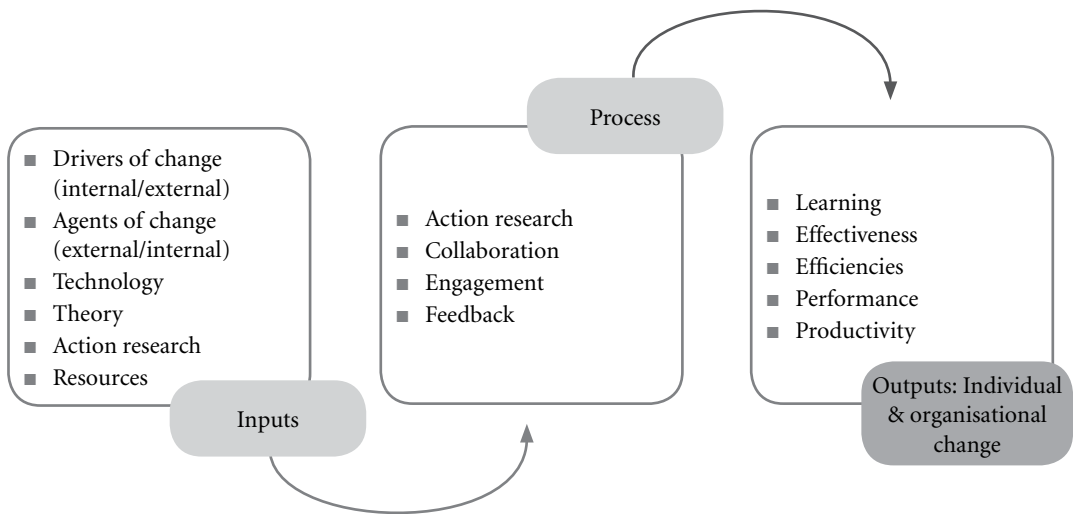 Drivers of change
(internal/external)
Agents of change
(external/internal)
Technology
Theory
Action research
Resources
Inputs
Process
Action research
Collaboration
Engagement
Feedback
Learning
Effectiveness
Efficiencies
Performance
Productivity
Outputs: Individual
& organisational
change